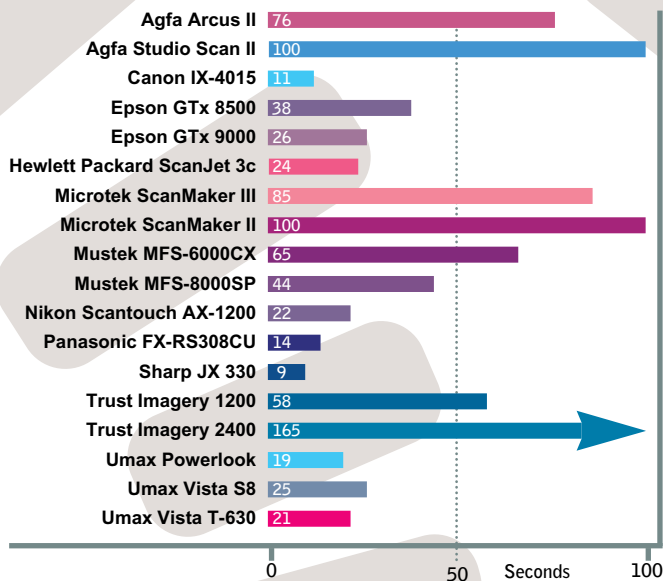 Agfa Arcus II 76
Agfa Studio Scan II 100
Canon IX-4015 11
Epson GTx 8500 38
Epson GTx 9000 26
Hewlett Packard ScanJet 3c 24
Microtek ScanMaker III 85
Microtek ScanMaker II 100
Mustek MFS-6000CX 65
Mustek MFS-8000SP 44
Nikon Scantouch AX-1200 22
Panasonic FX-RS308CU 14
Sharp JX 330 9
Trust Imagery 1200 58
Trust Imagery 2400 165
Umax Powerlook 19
Umax Vista S8 25
Umax Vista T-630 21
0 50 Seconds 100